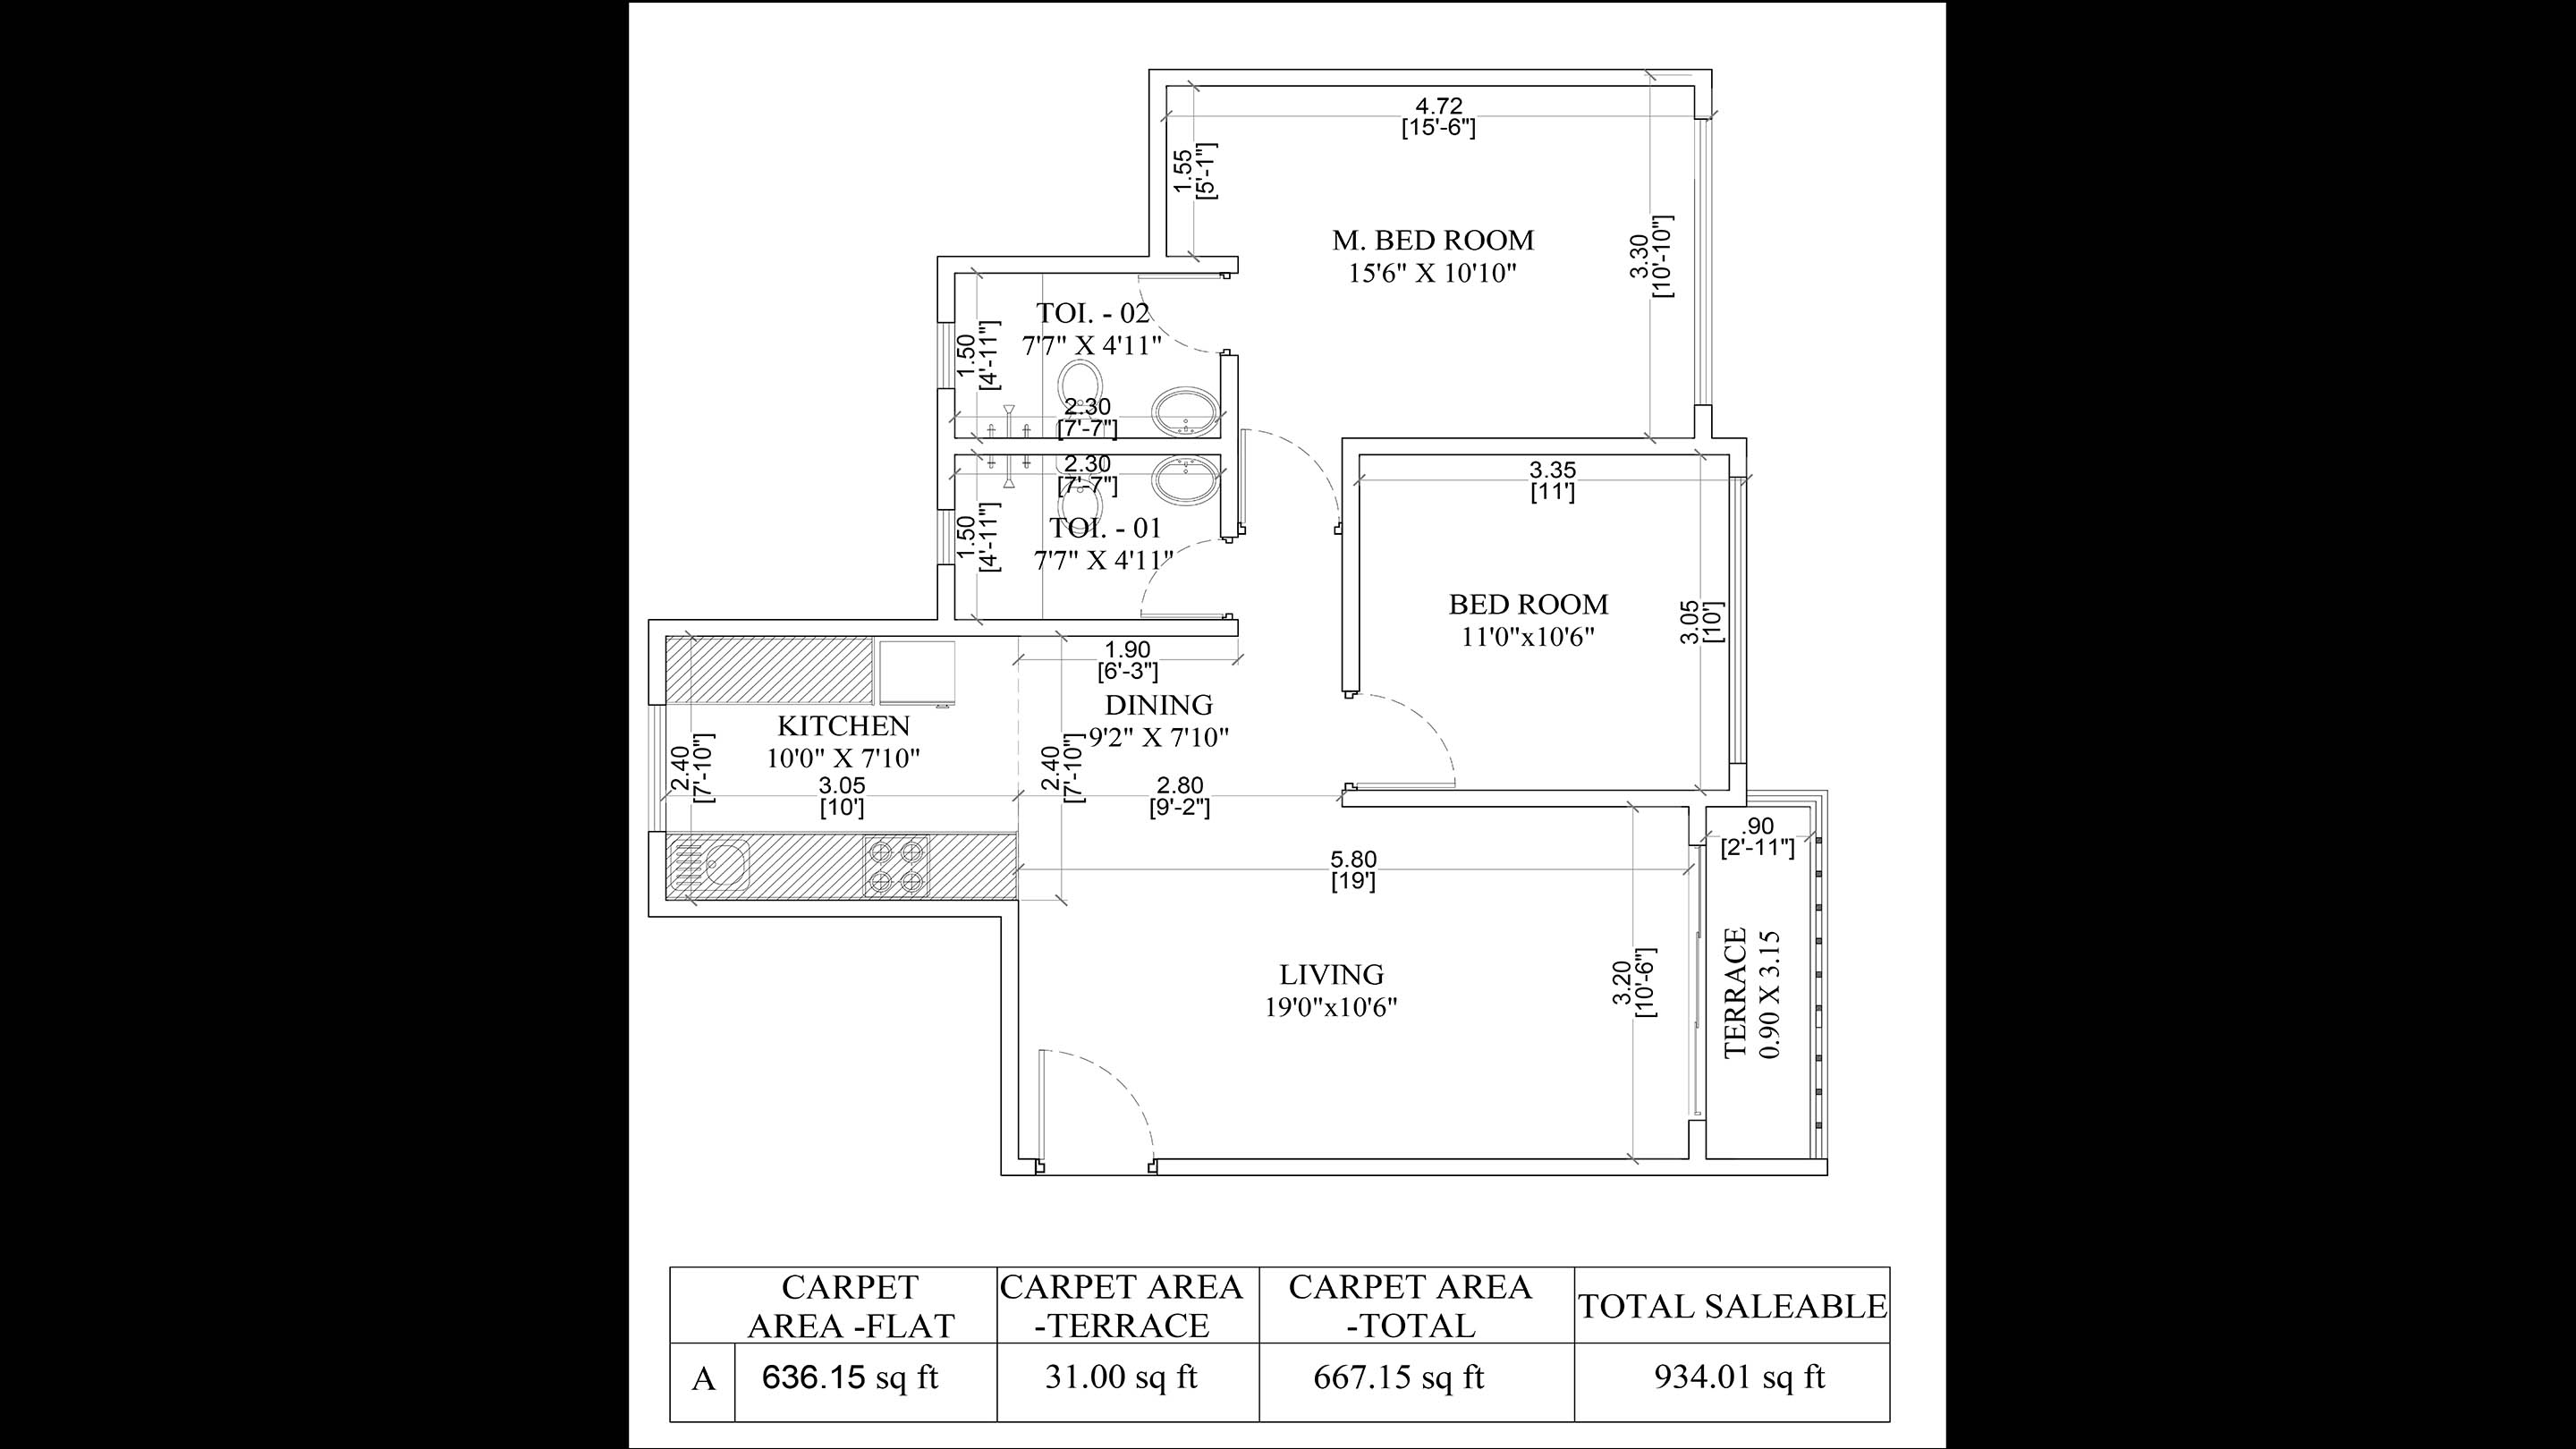 4.72
[15'-6"]
1.55
[5'-1"]
M. BED ROOM
15'6" X 10'10"
3.30
[10'-10"]
TOI. - 02
7'7" X 4'11"
1.50
[4'-11"]
2.30
[7'-7"]
2.30
[7'-7"]
TOI. - 01
7'7" X 4'11"
1.50
[4'-11"]
3.35
[11']
BED ROOM
11'0"x10'6"
3.05
[10']
1.90
[6'-3"]
DINING
9'2" X 7'10"
KITCHEN
10'0" X 7'10"
2.40
[7'-10"]
3.05
[10']
2.40
[7'-10"]
2.80
[9'-2"]
.90
[2'-11"]
5.80
[19']
LIVING
19'0"x10'6"
3.20
[10'-6"]
TERRACE
0.90 X 3.15
CARPET
AREA -FLAT
CARPET AREA
-TERRACE
CARPET AREA
-TOTAL
TOTAL SALEABLE
A
636.15 sq ft
31.00 sq ft
667.15 sq ft
934.01 sq ft